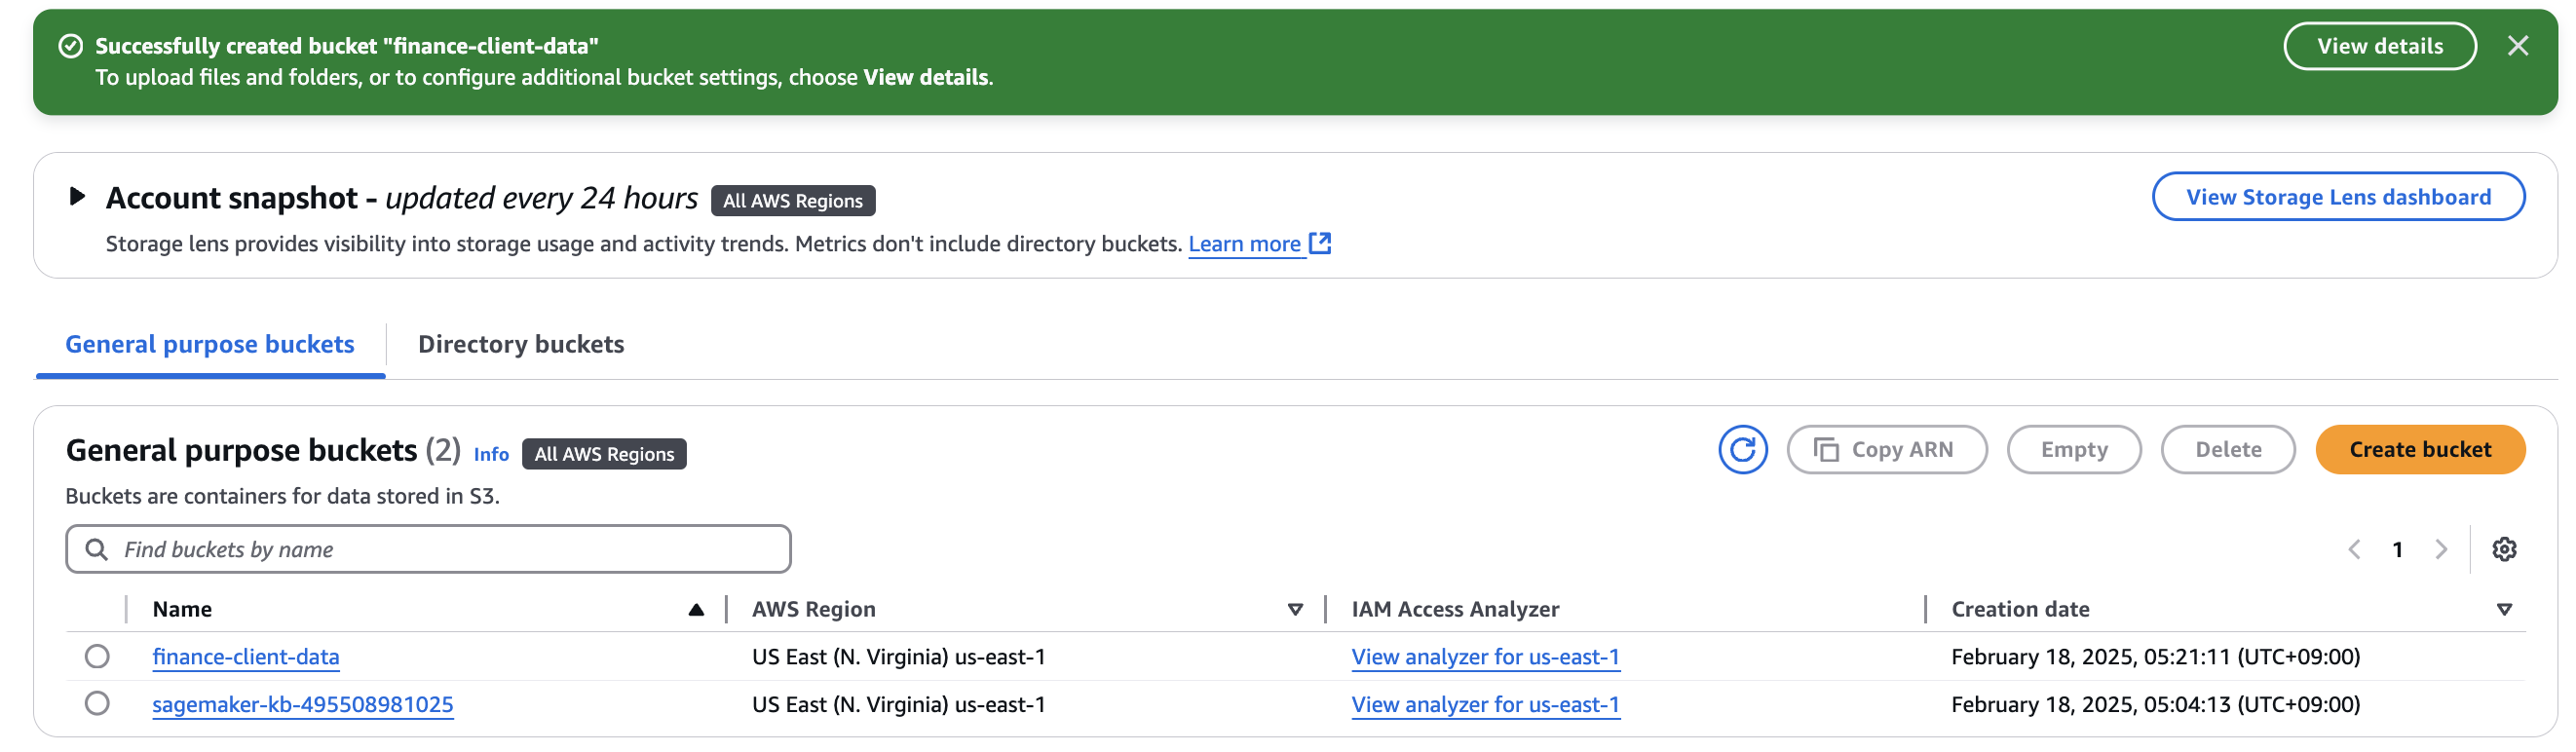 Successfully created bucket "finance-client-data"
View details
To upload files and folders, or to configure additional bucket settings, choose View details.
Account snapshot - updated every 24 hours All AWS Regions
View Storage Lens dashboard
Storage lens provides visibility into storage usage and activity trends. Metrics don't include directory buckets. Learn more
General purpose buckets Directory buckets
General purpose buckets (2) Info All AWS Regions
Copy ARN Empty Delete Create bucket
Buckets are containers for data stored in S3.
Find buckets by name
1
Name AWS Region IAM Access Analyzer Creation date
finance-client-data US East (N. Virginia) us-east-1 View analyzer for us-east-1 February 18, 2025, 05:21:11 (UTC+09:00)
sagemaker-kb-495508981025 US East (N. Virginia) us-east-1 View analyzer for us-east-1 February 18, 2025, 05:04:13 (UTC+09:00)